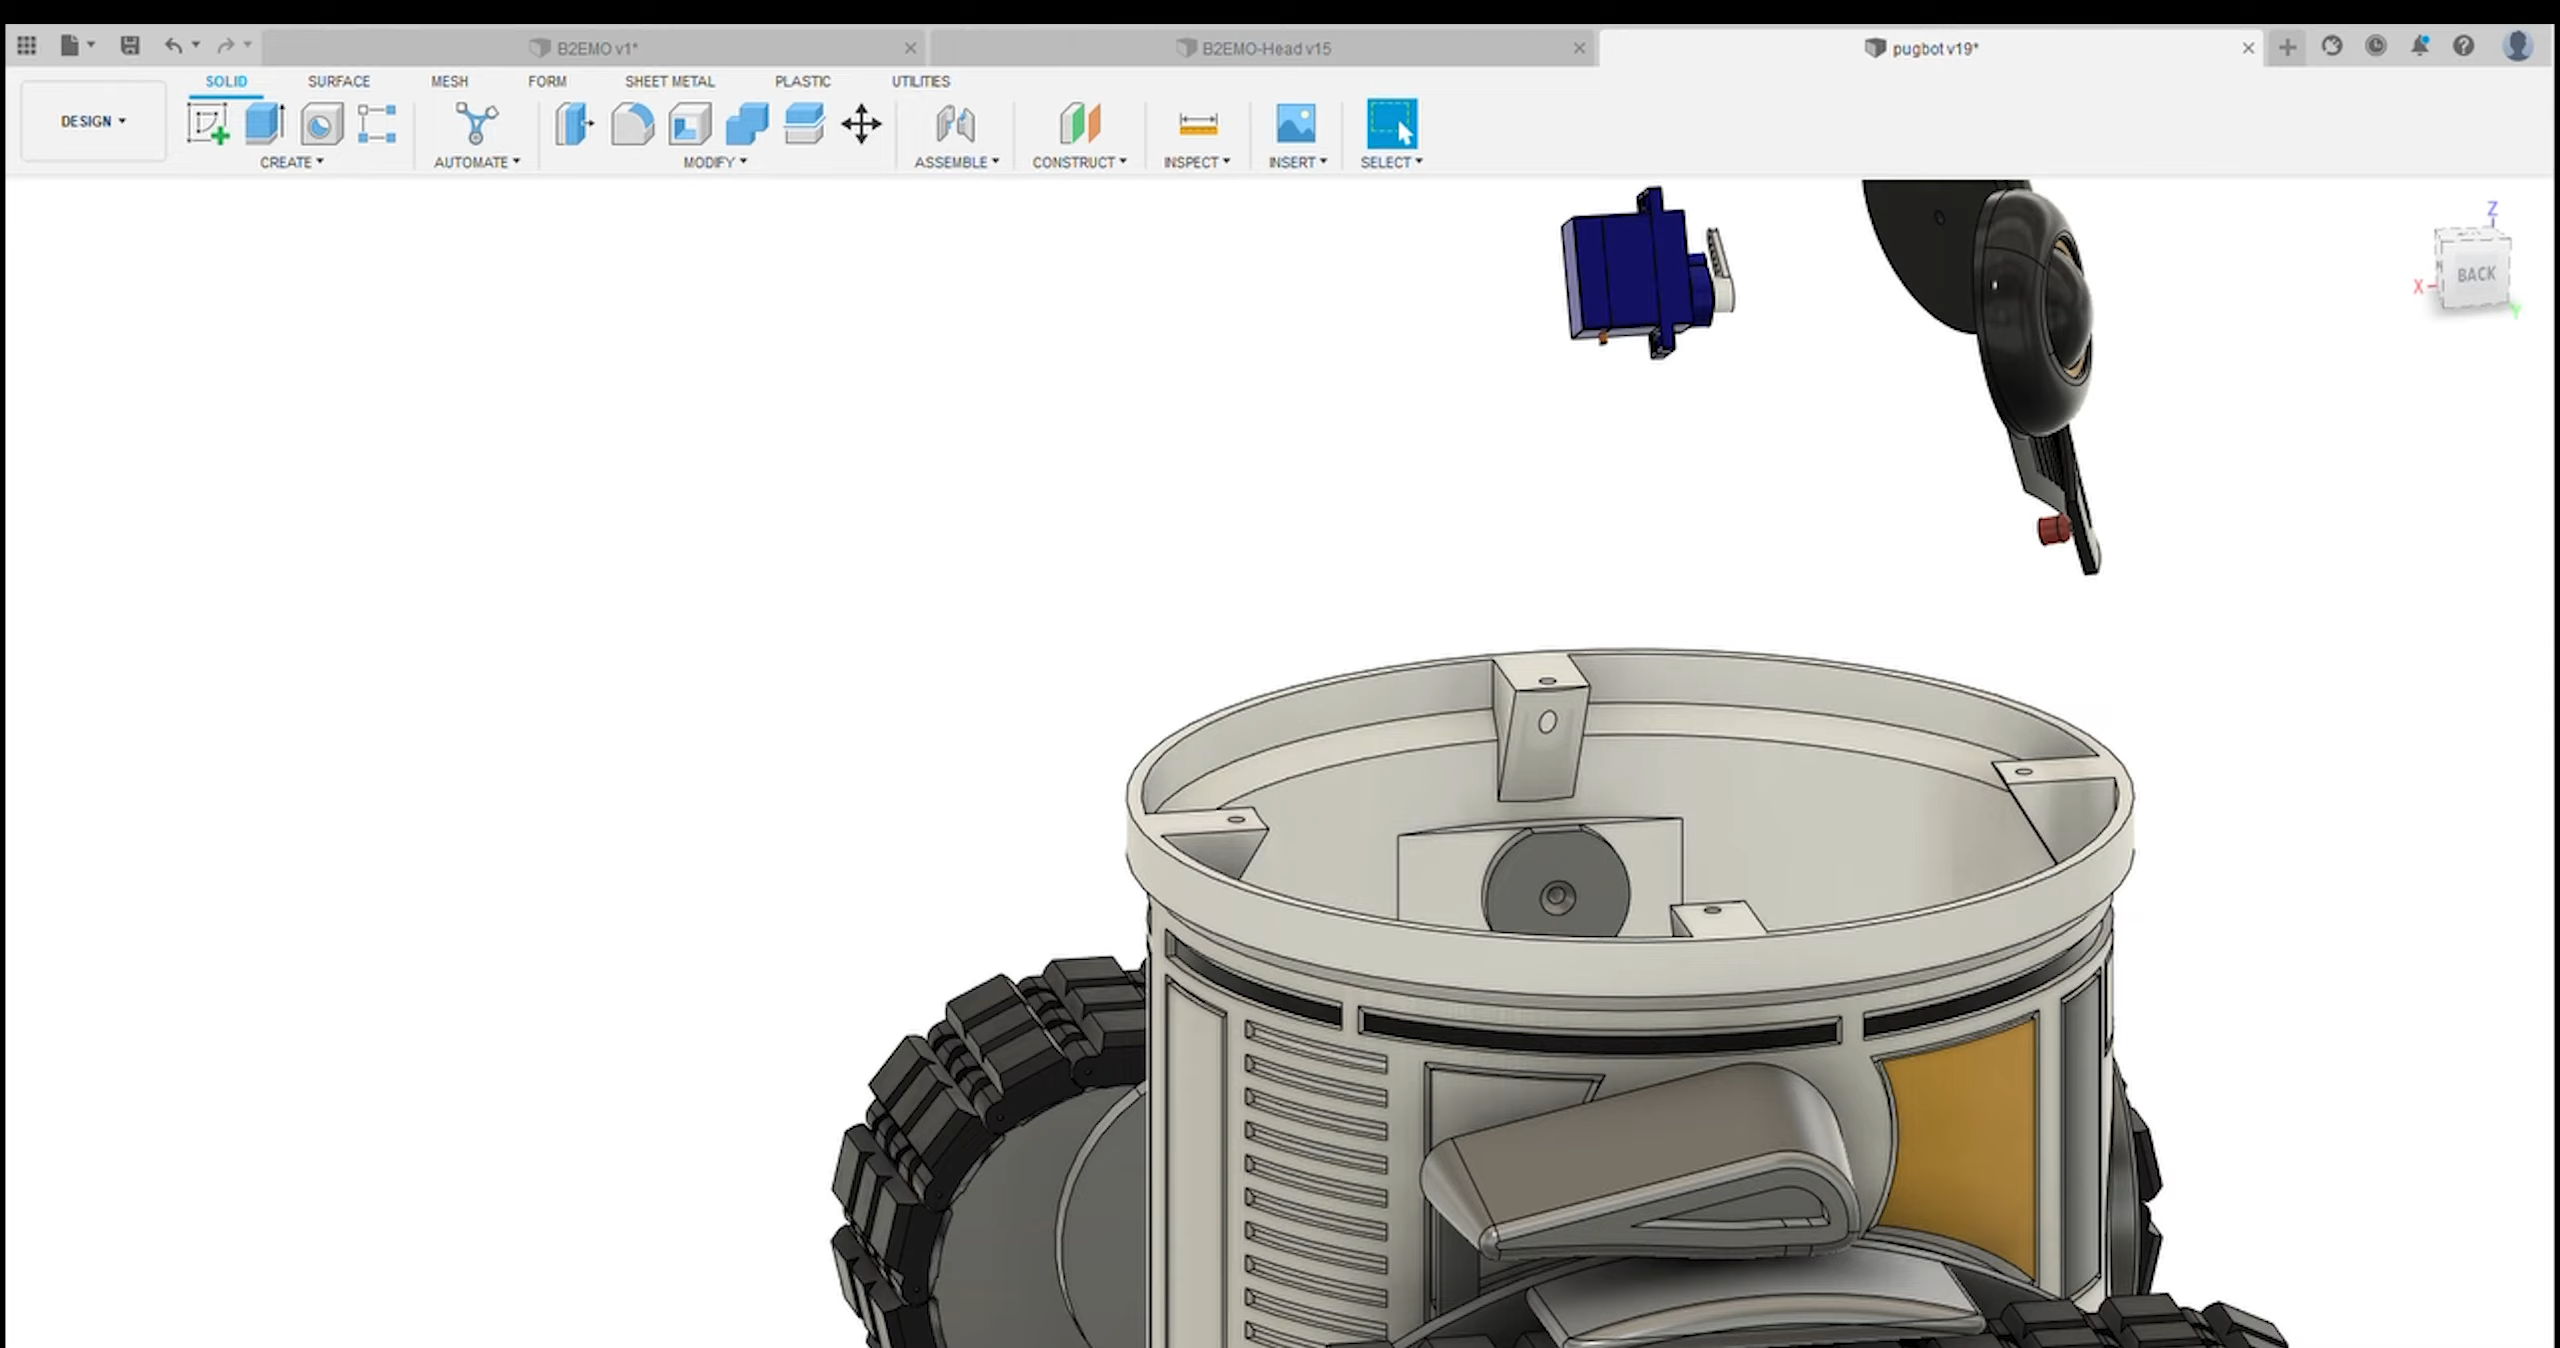 B2EMO v1*
B2EMO-Head v15
pugbot v19*
DESIGN
SOLID SURFACE MESH FORM SHEET METAL PLASTIC UTILITIES
CREATE AUTOMATE MODIFY ASSEMBLE CONSTRUCT INSPECT INSERT SELECT
Z
BACK
X
Y